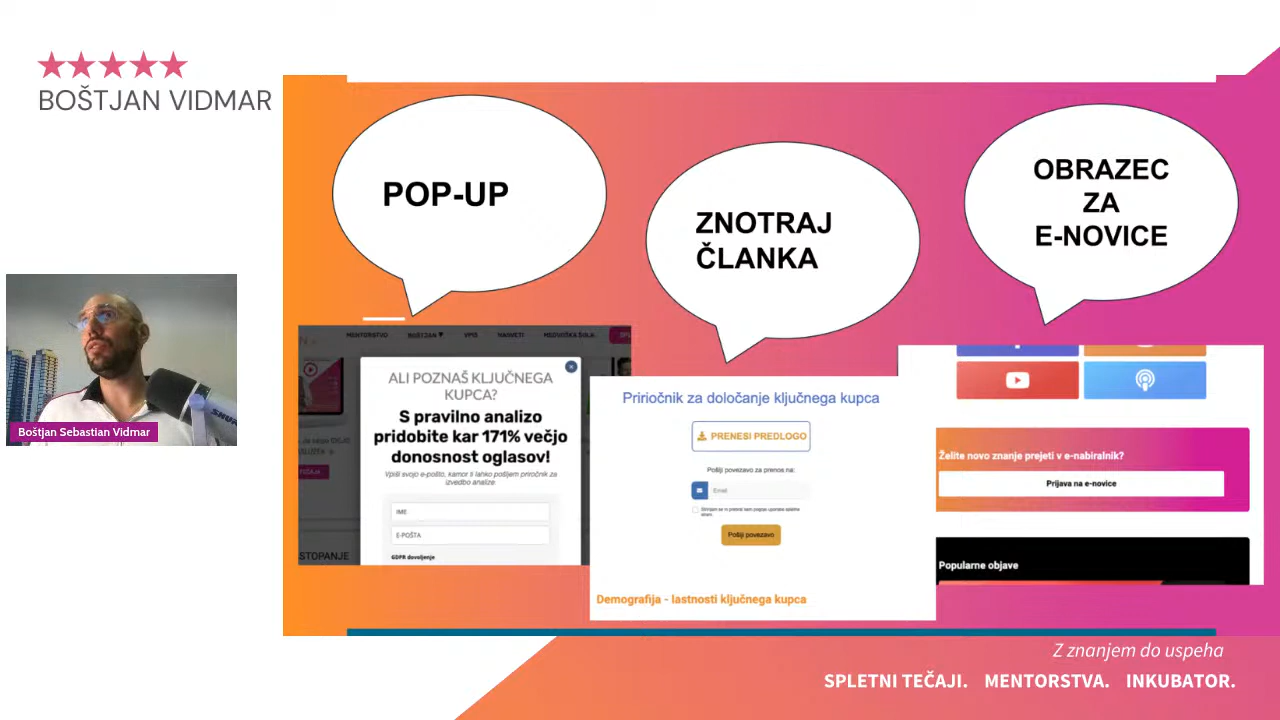 BOŠTJAN VIDMAR
POP-UP
ZNOTRAJ
ČLANKA
OBRAZEC
ZA
E-NOVICE
MENTORSTVO BOŠTJAN VPIS NASVETI MEDVEŠKA ŠOLA
ALI POZNAŠ KLJUČNEGA
KUPCA?
S pravilno analizo
pridobite kar 171% večjo
donosnost oglasov!
Vpiši svojo e-pošto, kamor ti lahko pošljem priročnik za
izvedbo analize
IME
E-POŠTA
GDPR dovoljenje
STOPANJE
Priročnik za določanje ključnega kupca
PRENESI PREDLOGO
Pošlji povezavo za prenos na:
Email
Pošlji povezavo
Demografija - lastnosti ključnega kupca
Želite novo znanje prejeti v e-nabiralnik?
Prijava na e-novice
Popularne objave
Boštjan Sebastian Vidmar
Z znanjem do uspeha
SPLETNI TEČAJI. MENTORSTVA. INKUBATOR.